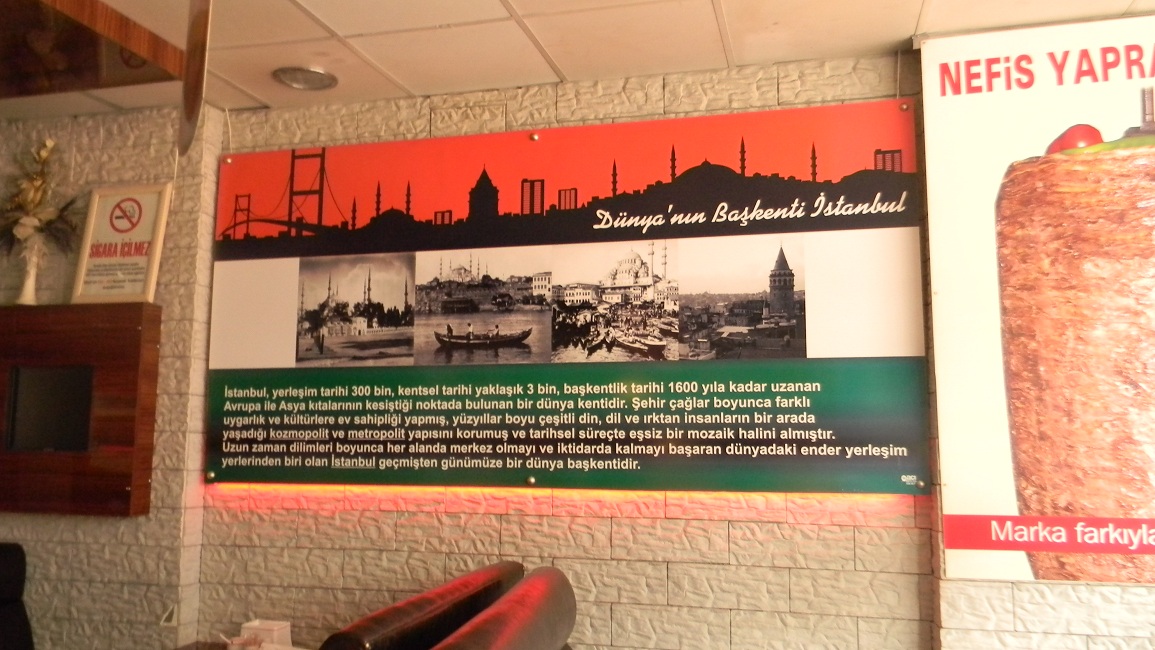 SİGARA İÇİLMEZ
NEFiS YAPRA
Dünya'nın Başkenti İstanbul
İstanbul, yerleşim tarihi 300 bin, kentsel tarihi yaklaşık 3 bin, başkentlik tarihi 1600 yıla kadar uzanan
Avrupa ile Asya kıtalarının kesiştiği noktada bulunan bir dünya kentidir. Şehir çağlar boyunca farklı
uygarlık ve kültürlere ev sahipliği yapmış, yüzyıllar boyu çeşitli din, dil ve ırktan insanların bir arada
yaşadığı kozmopolit ve metropolit yapısını korumuş ve tarihsel süreçte eşsiz bir mozaik halini almıştır.
Uzun zaman dilimleri boyunca her alanda merkez olmayı ve iktidarda kalmayı başaran dünyadaki ender yerleşim
yerlerinden biri olan İstanbul geçmişten günümüze bir dünya başkentidir.
Marka farkıyla